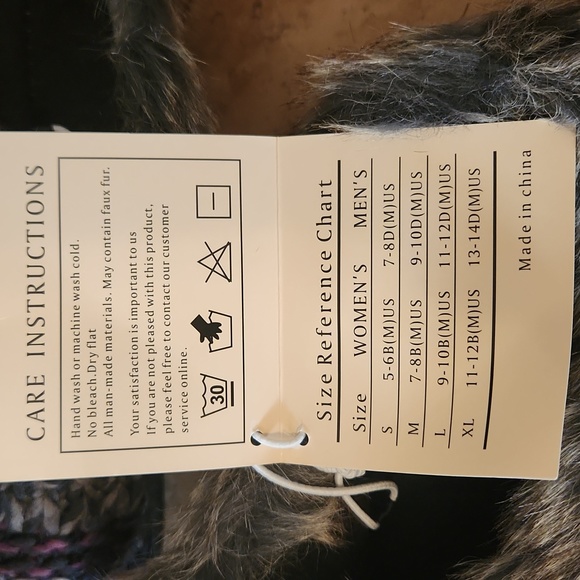 CARE INSTRUCTIONS
Hand wash or machine wash cold.
No bleach.Dry flat
All man-made materials. May contain faux fur.
Your satisfaction is important to us
If you are not pleased with this product,
please feel free to contact our customer
service online.
30
Size Reference Chart
Size WOMEN'S MEN'S
S 5-6B(M)US 7-8D(M)US
M 7-8B(M)US 9-10D(M)US
L 9-10B(M)US 11-12D(M)US
XL 11-12B(M)US 13-14D(M)US
Made in china